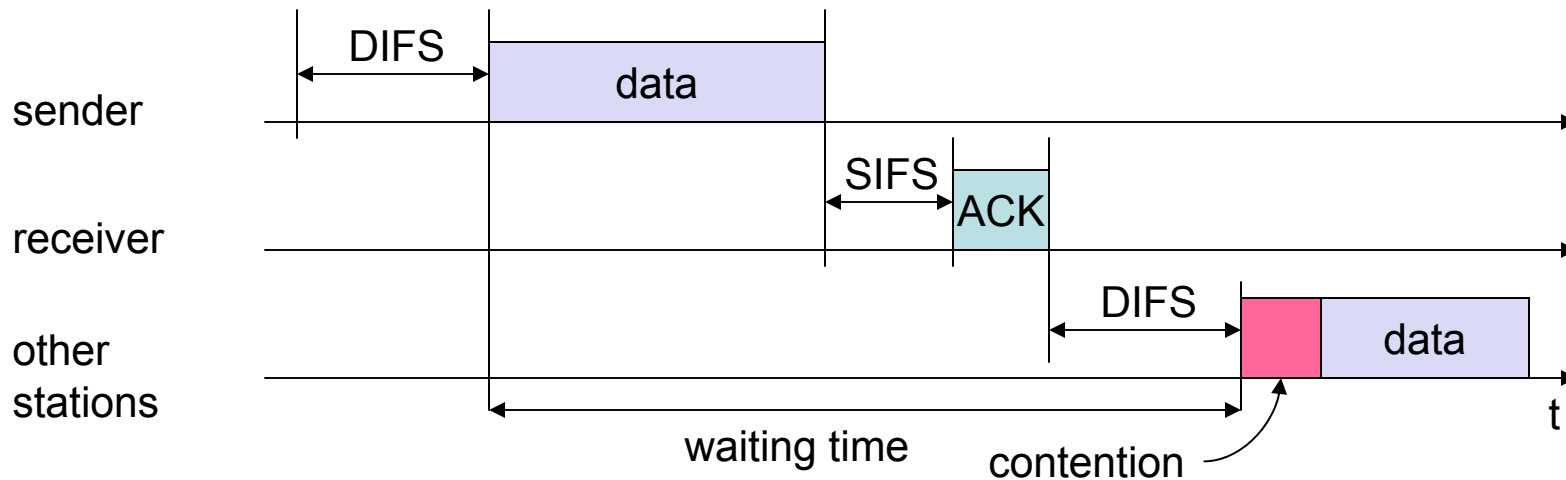 DIFS
data
sender
SIFS
ACK
receiver
DIFS
data
other
stations
t
waiting time
contention